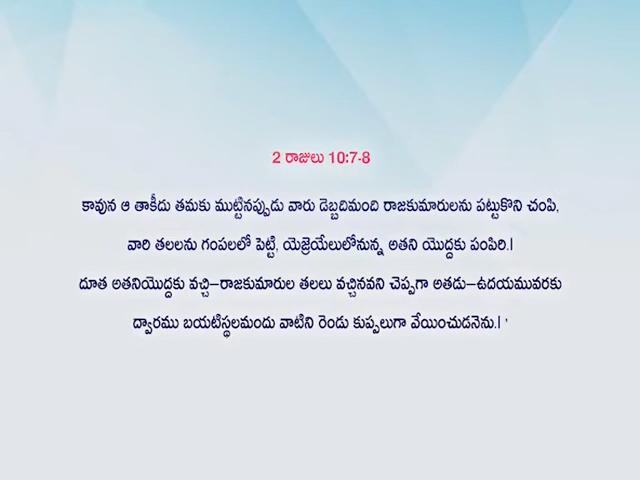 2 రాజులు 10:7-8
కావున ఆ తాకీదు తమకు ముట్టినప్పుడు వారు డెబ్బదిమంది రాజకుమారులను పట్టుకొని చంపి,
వారి తలలను గంపలలో పెట్టి, యెజ్రెయేలులోనున్న అతని యొద్దకు పంపిరి.l
దూత అతనియొద్దకు వచ్చి–రాజకుమారుల తలలు వచ్చినవని చెప్పగా అతడు–ఉదయమువరకు
ద్వారము బయటిస్థలమందు వాటిని రెండు కుప్పలుగా వేయించుడనెను.l '